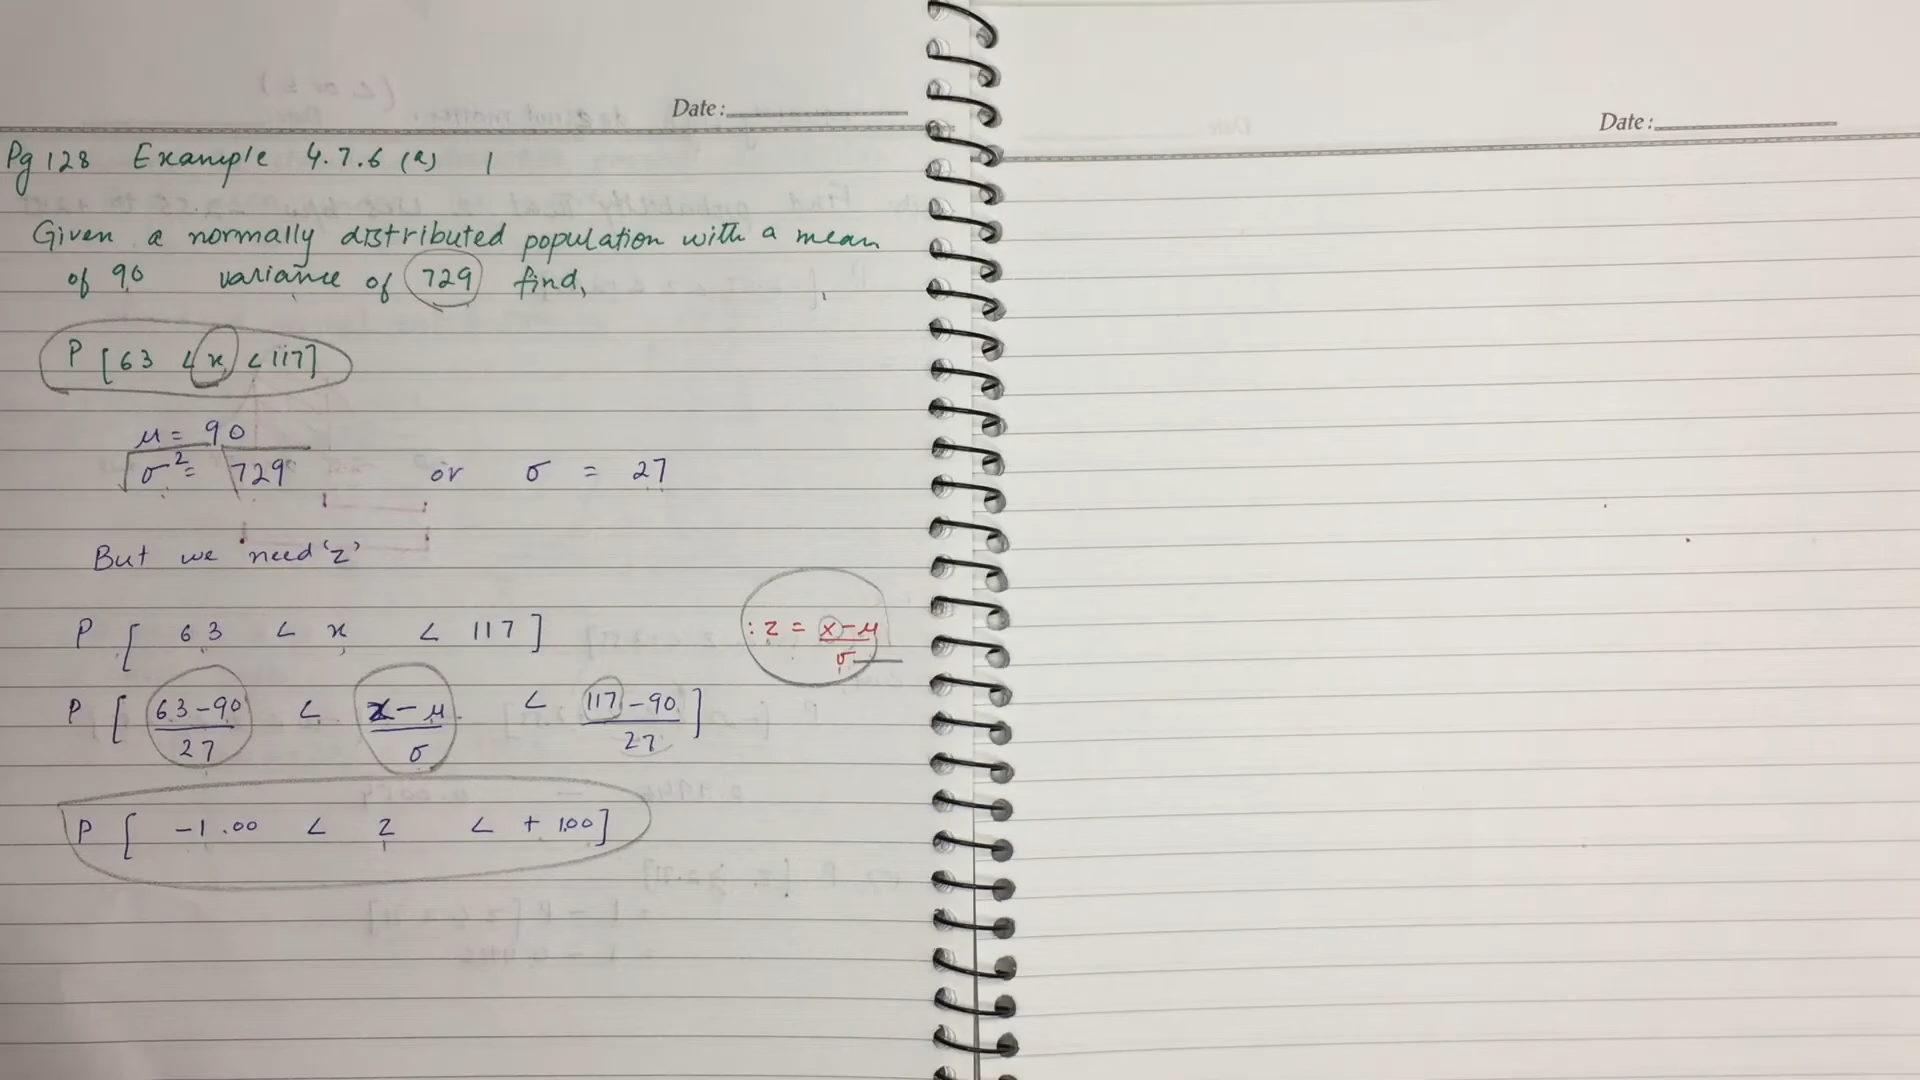 Date:
Pg 128 Example 4.7.6 (a)
Given a normally distributed population with a mean
of 90 variance of 729 find,
P [63 < x < 117]
μ = 90
√σ² = √729 or σ = 27
But we need 'z'
P [ 63 < x < 117 ]
: z = x-μ / σ
P [ 63-90 / 27 < x-μ / σ < 117-90 / 27 ]
P [ -1.00 < z < + 1.00 ]
Date: